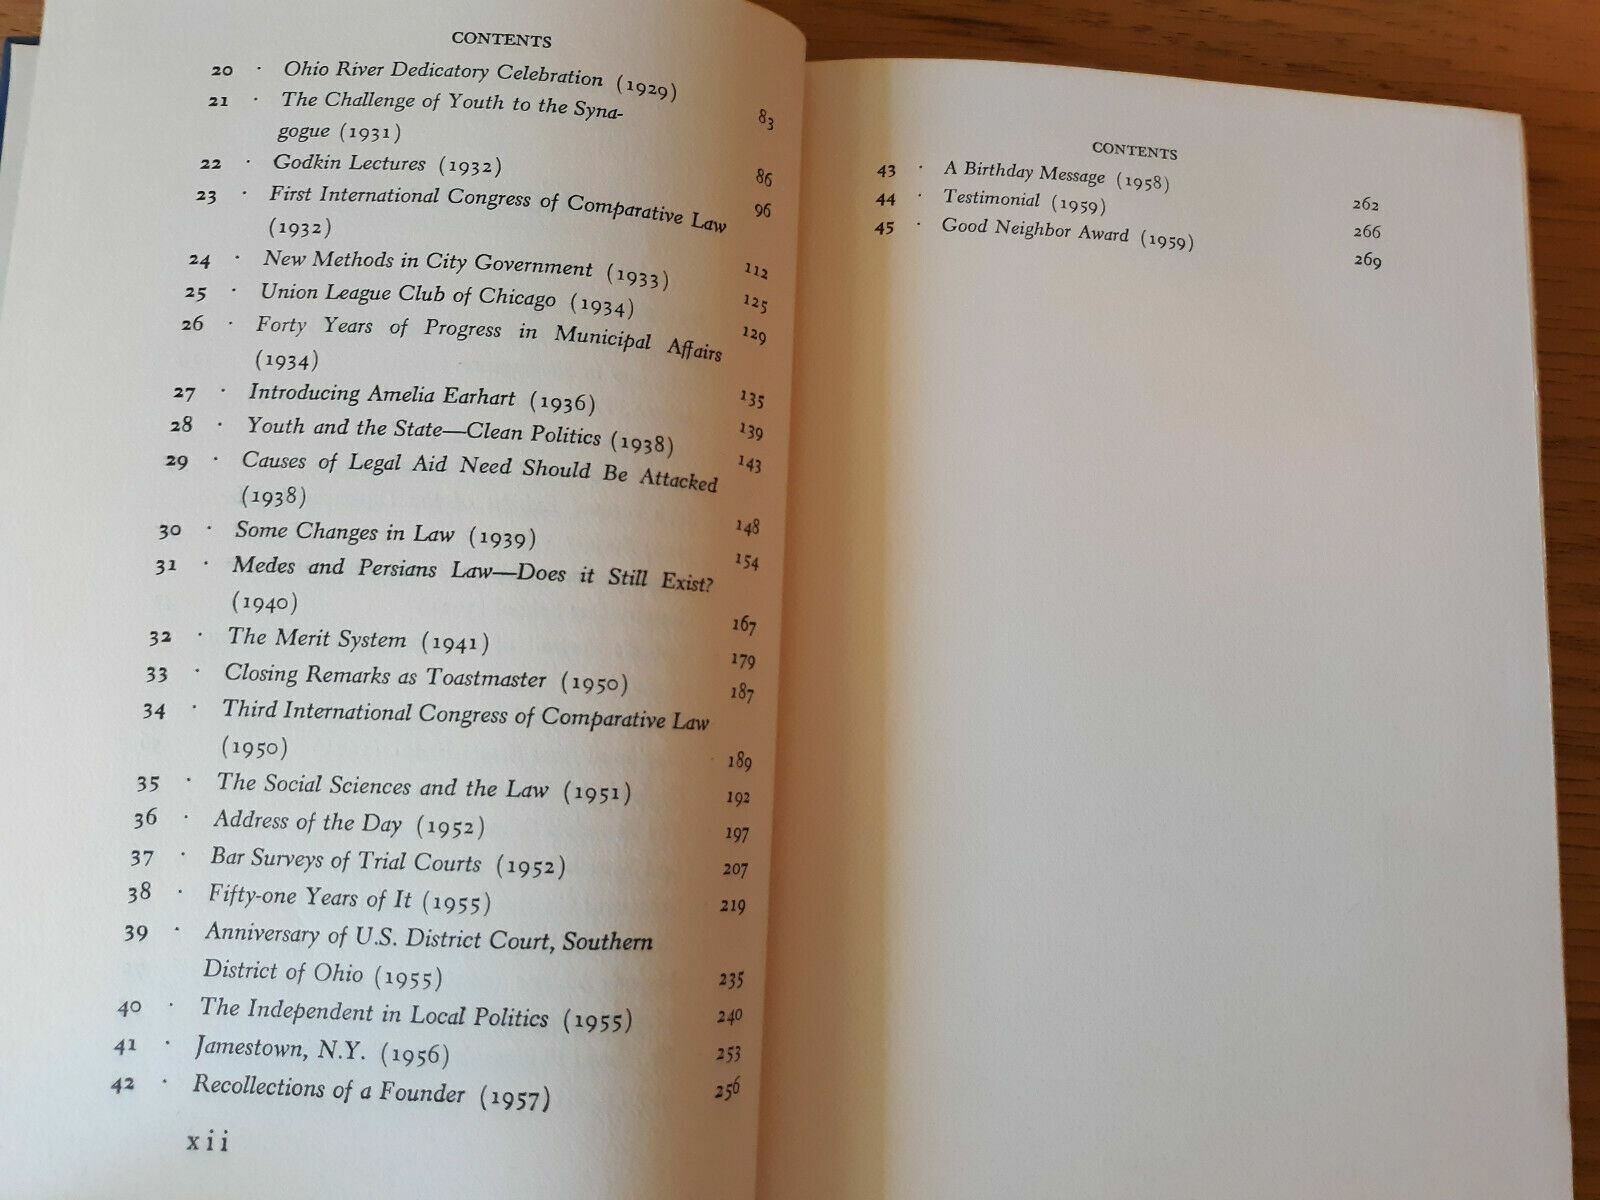 CONTENTS
20 · Ohio River Dedicatory Celebration (1929) 83
21 · The Challenge of Youth to the Syna-
gogue (1931) 86
22 · Godkin Lectures (1932) 96
23 · First International Congress of Comparative Law
(1932) 112
24 · New Methods in City Government (1933) 125
25 · Union League Club of Chicago (1934) 129
26 · Forty Years of Progress in Municipal Affairs
(1934) 135
27 · Introducing Amelia Earhart (1936) 139
28 · Youth and the State—Clean Politics (1938) 143
29 · Causes of Legal Aid Need Should Be Attacked
(1938) 148
30 · Some Changes in Law (1939) 154
31 · Medes and Persians Law—Does it Still Exist?
(1940) 167
32 · The Merit System (1941) 179
33 · Closing Remarks as Toastmaster (1950) 187
34 · Third International Congress of Comparative Law
(1950) 189
35 · The Social Sciences and the Law (1951) 192
36 · Address of the Day (1952) 197
37 · Bar Surveys of Trial Courts (1952) 207
38 · Fifty-one Years of It (1955) 219
39 · Anniversary of U.S. District Court, Southern
District of Ohio (1955) 235
40 · The Independent in Local Politics (1955) 240
41 · Jamestown, N.Y. (1956) 253
42 · Recollections of a Founder (1957) 256
xii
CONTENTS
43 · A Birthday Message (1958) 262
44 · Testimonial (1959) 266
45 · Good Neighbor Award (1959) 269